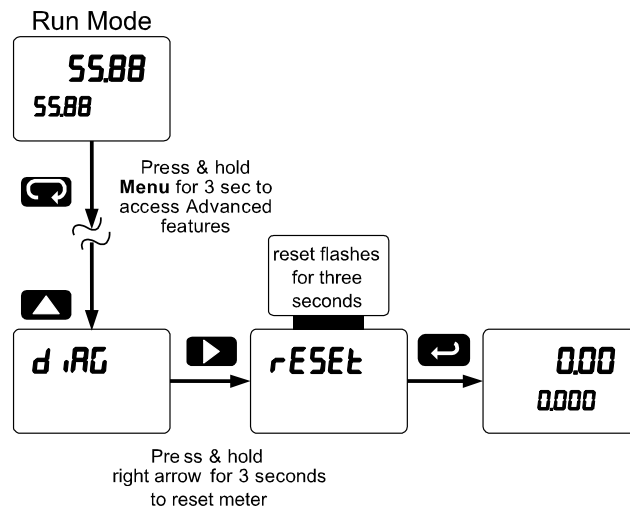 Run Mode
55.88
55.88
Press & hold
Menu for 3 sec to
access Advanced
features
reset flashes
for three
seconds
diAG
rESEt
0.00
0.000
Press & hold
right arrow for 3 seconds
to reset meter